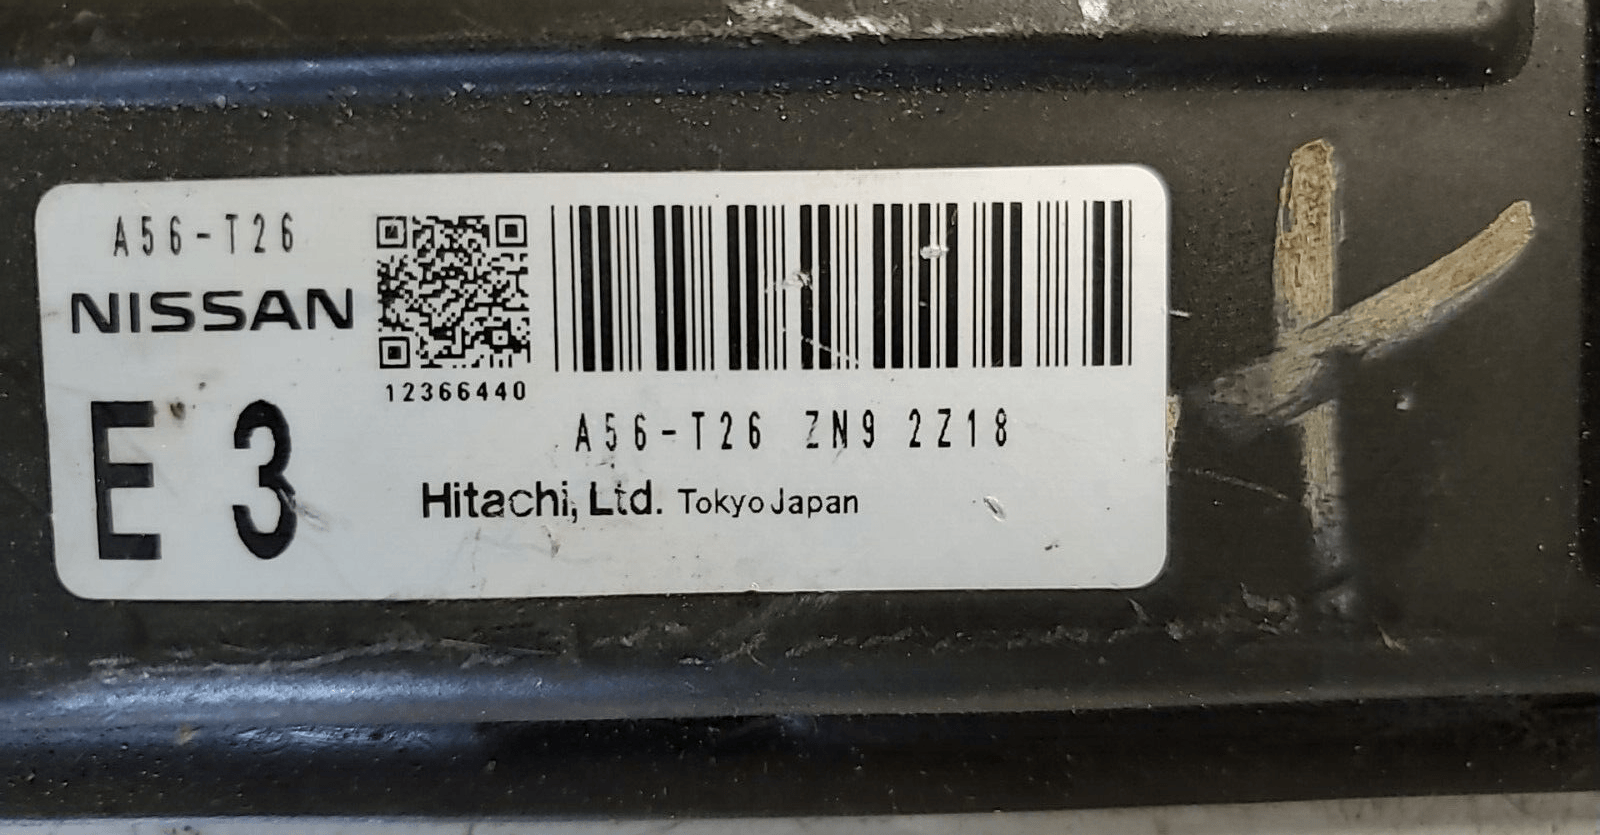 A56-T26
NISSAN
E 3
12366440
A56-T26 ZN9 2Z18
Hitachi, Ltd. Tokyo Japan